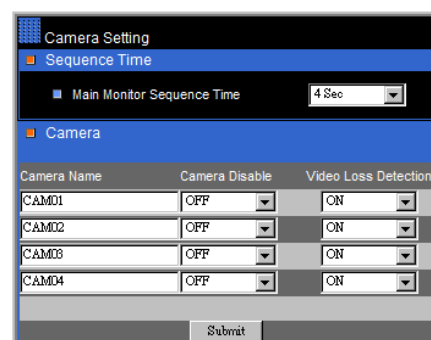 Camera Setting
Sequence Time
Main Monitor Sequence Time 4 Sec
Camera
Camera Name Camera Disable Video Loss Detection
CAM01 OFF ON
CAM02 OFF ON
CAM03 OFF ON
CAM04 OFF ON
Submit